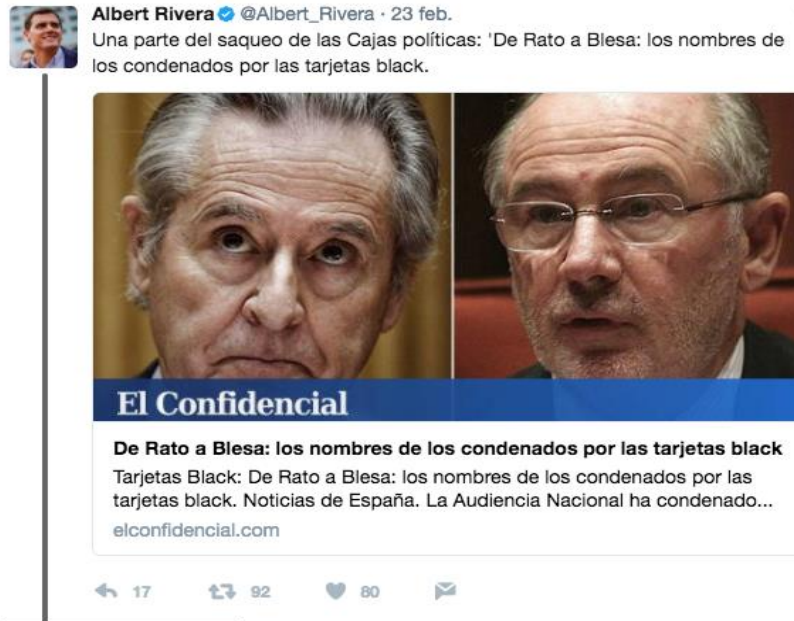 Albert Rivera @Albert_Rivera · 23 feb.
Una parte del saqueo de las Cajas políticas: 'De Rato a Blesa: los nombres de
los condenados por las tarjetas black.
El Confidencial
De Rato a Blesa: los nombres de los condenados por las tarjetas black
Tarjetas Black: De Rato a Blesa: los nombres de los condenados por las
tarjetas black. Noticias de España. La Audiencia Nacional ha condenado...
elconfidencial.com
17 92 80